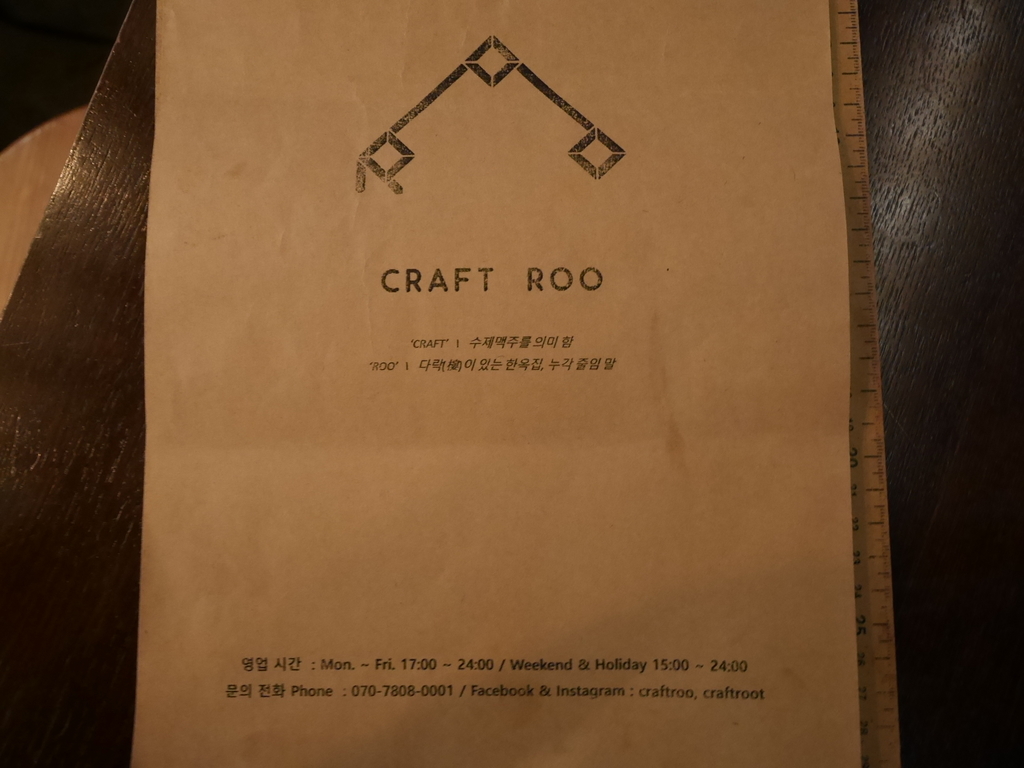 CRAFT ROO
'CRAFT' | 수제맥주를 의미 함
'ROO' | 다락(樓)이 있는 한옥집, 누각 줄임 말
영업 시간 : Mon. ~ Fri. 17:00 ~ 24:00 / Weekend & Holiday 15:00 ~ 24:00
문의 전화 Phone : 070-7808-0001 / Facebook & Instagram : craftroo, craftroot
20
25